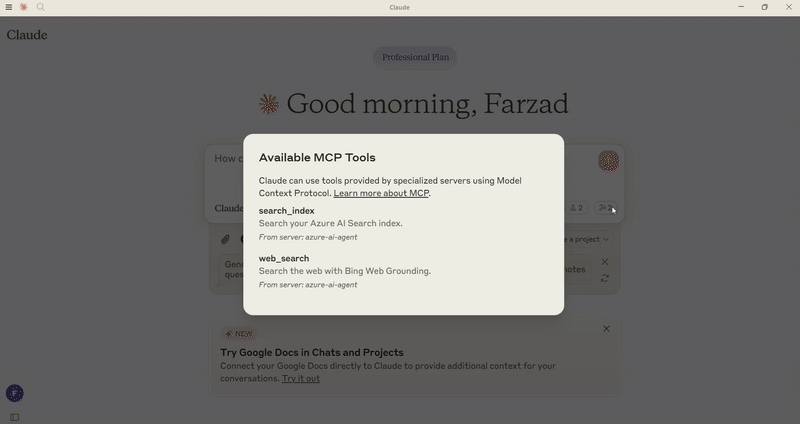 Claude
Claude
Professional Plan
Good morning, Farzad
How c
Available MCP Tools
Claude can use tools provided by specialized servers using Model
Context Protocol. Learn more about MCP.
search_index
Search your Azure AI Search index.
From server: azure-ai-agent
web_search
Search the web with Bing Web Grounding.
From server: azure-ai-agent
Claude
2
2
e a project
Gen
ques
notes
NEW
Try Google Docs in Chats and Projects
Connect your Google Docs directly to Claude to provide additional context for your
conversations. Try it out
F